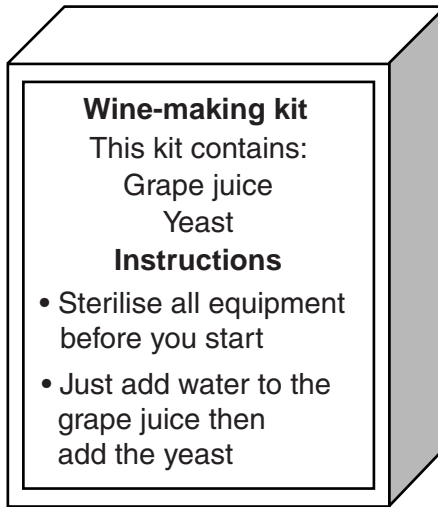 Wine-making kit
This kit contains:
Grape juice
Yeast
Instructions
• Sterilise all equipment
before you start
• Just add water to the
grape juice then
add the yeast